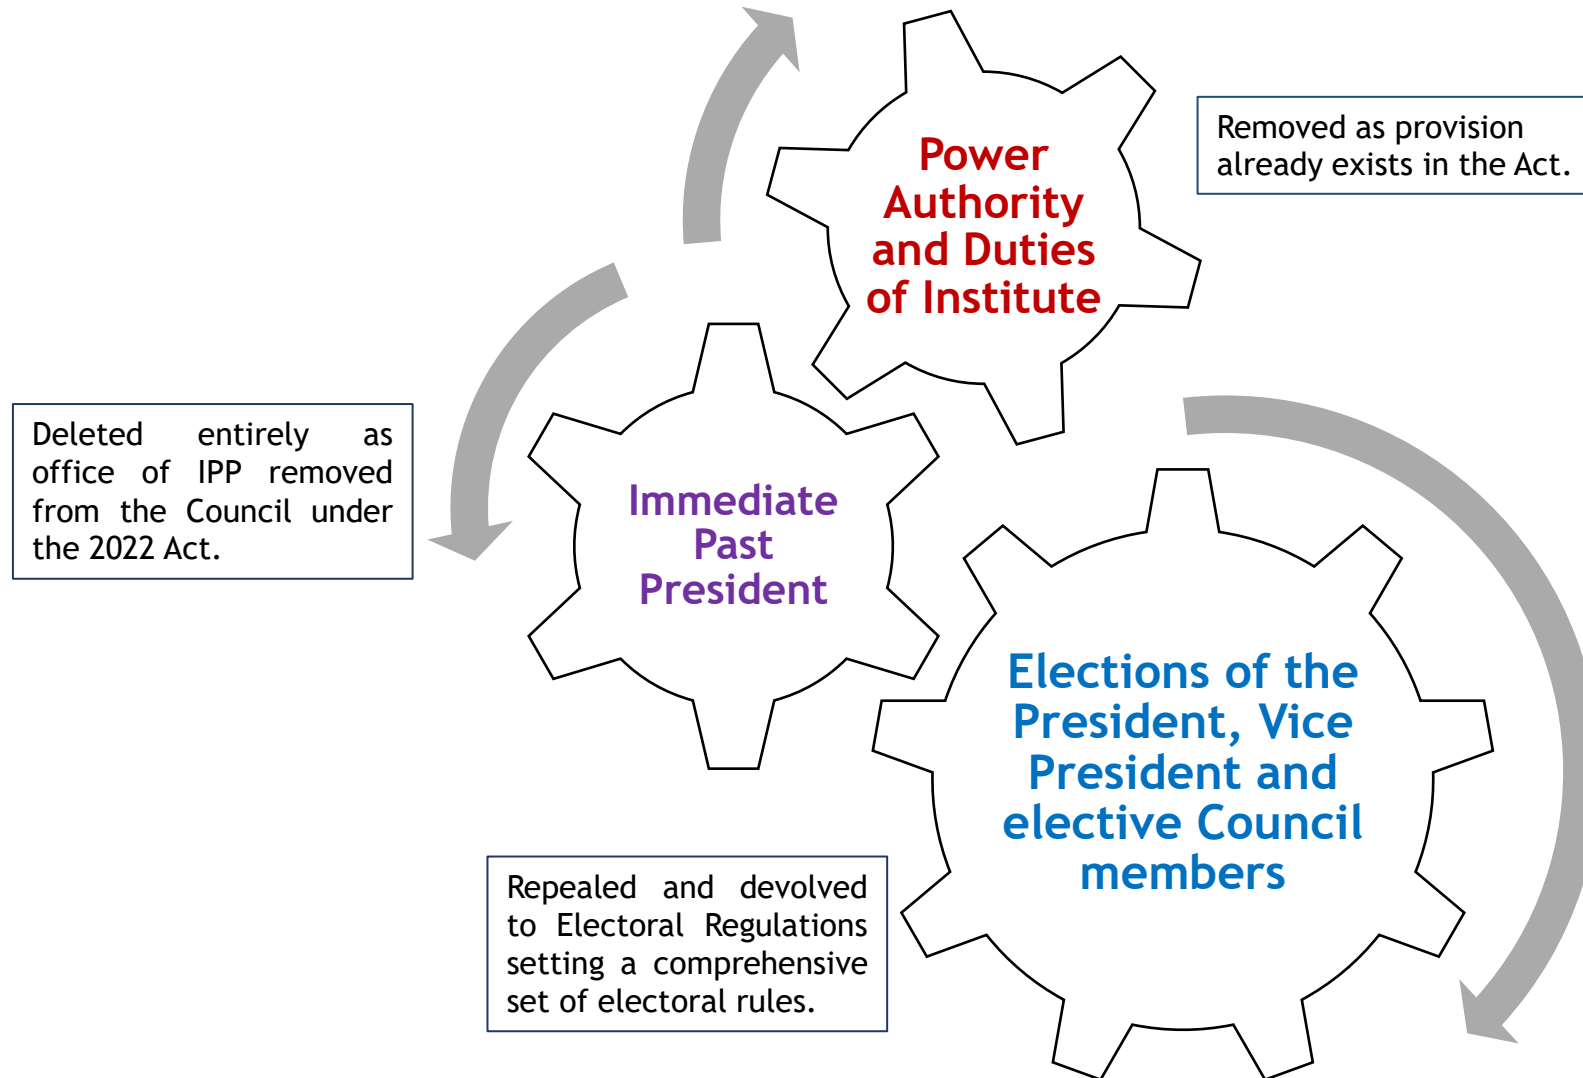 Power
Authority
and Duties
of Institute
Removed as provision
already exists in the Act.
Deleted entirely as
office of IPP removed
from the Council under
the 2022 Act.
Immediate
Past
President
Elections of the
President, Vice
President and
elective Council
members
Repealed and devolved
to Electoral Regulations
setting a comprehensive
set of electoral rules.